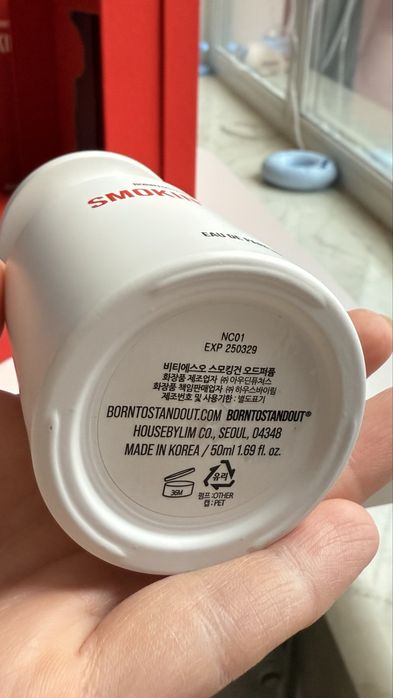 SMOKIN
EAU DE
NC01
EXP 250329
비티에스오 스모킹건 오드퍼퓸
화장품 제조업자 ㈜아우딘퓨쳐스
화장품 책임판매업자 ㈜하우스바이림
제조번호 및 사용기한 : 별도표기
BORNTOSTANDOUT.COM BORNTOSTANDOUT®
HOUSEBYLIM CO., SEOUL, 04348
MADE IN KOREA / 50ml 1.69 fl. oz.
36M
유리
펌프 :OTHER
캡 : PET